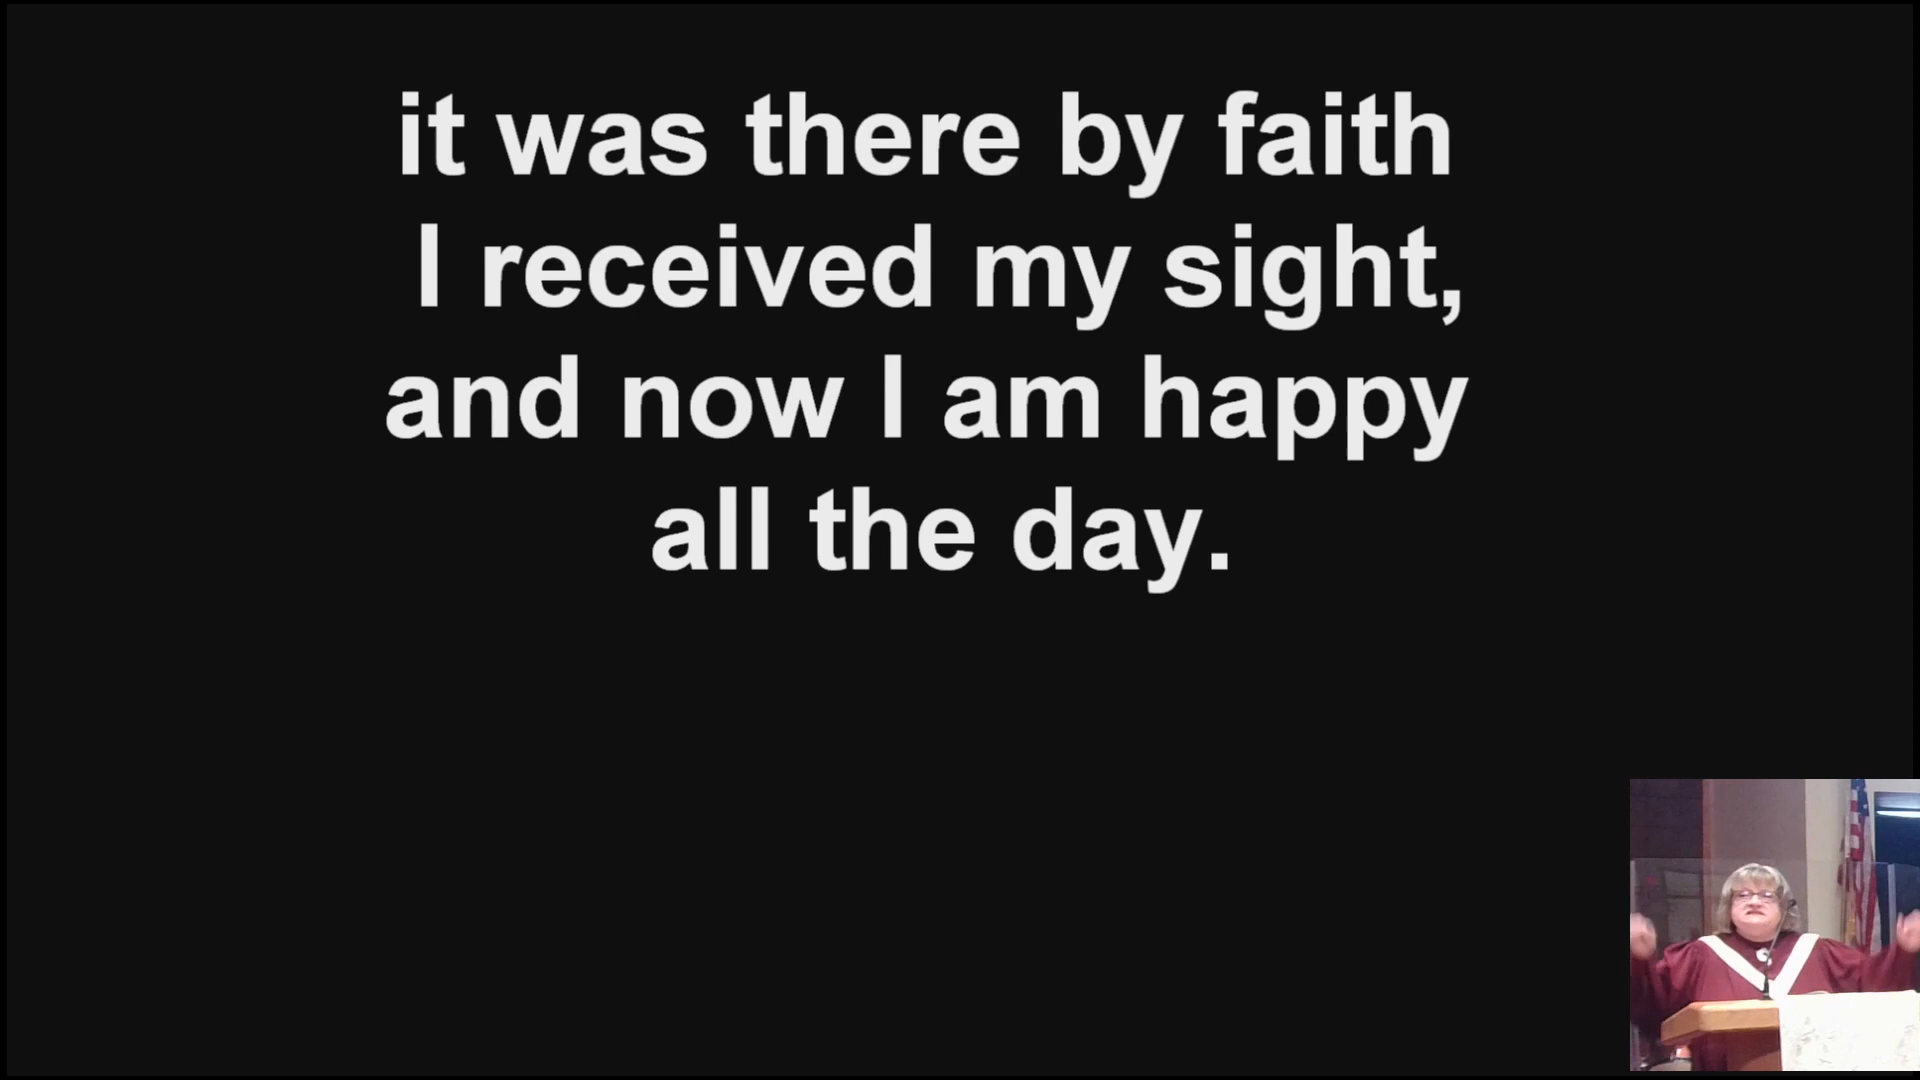 it was there by faith
I received my sight,
and now I am happy
all the day.